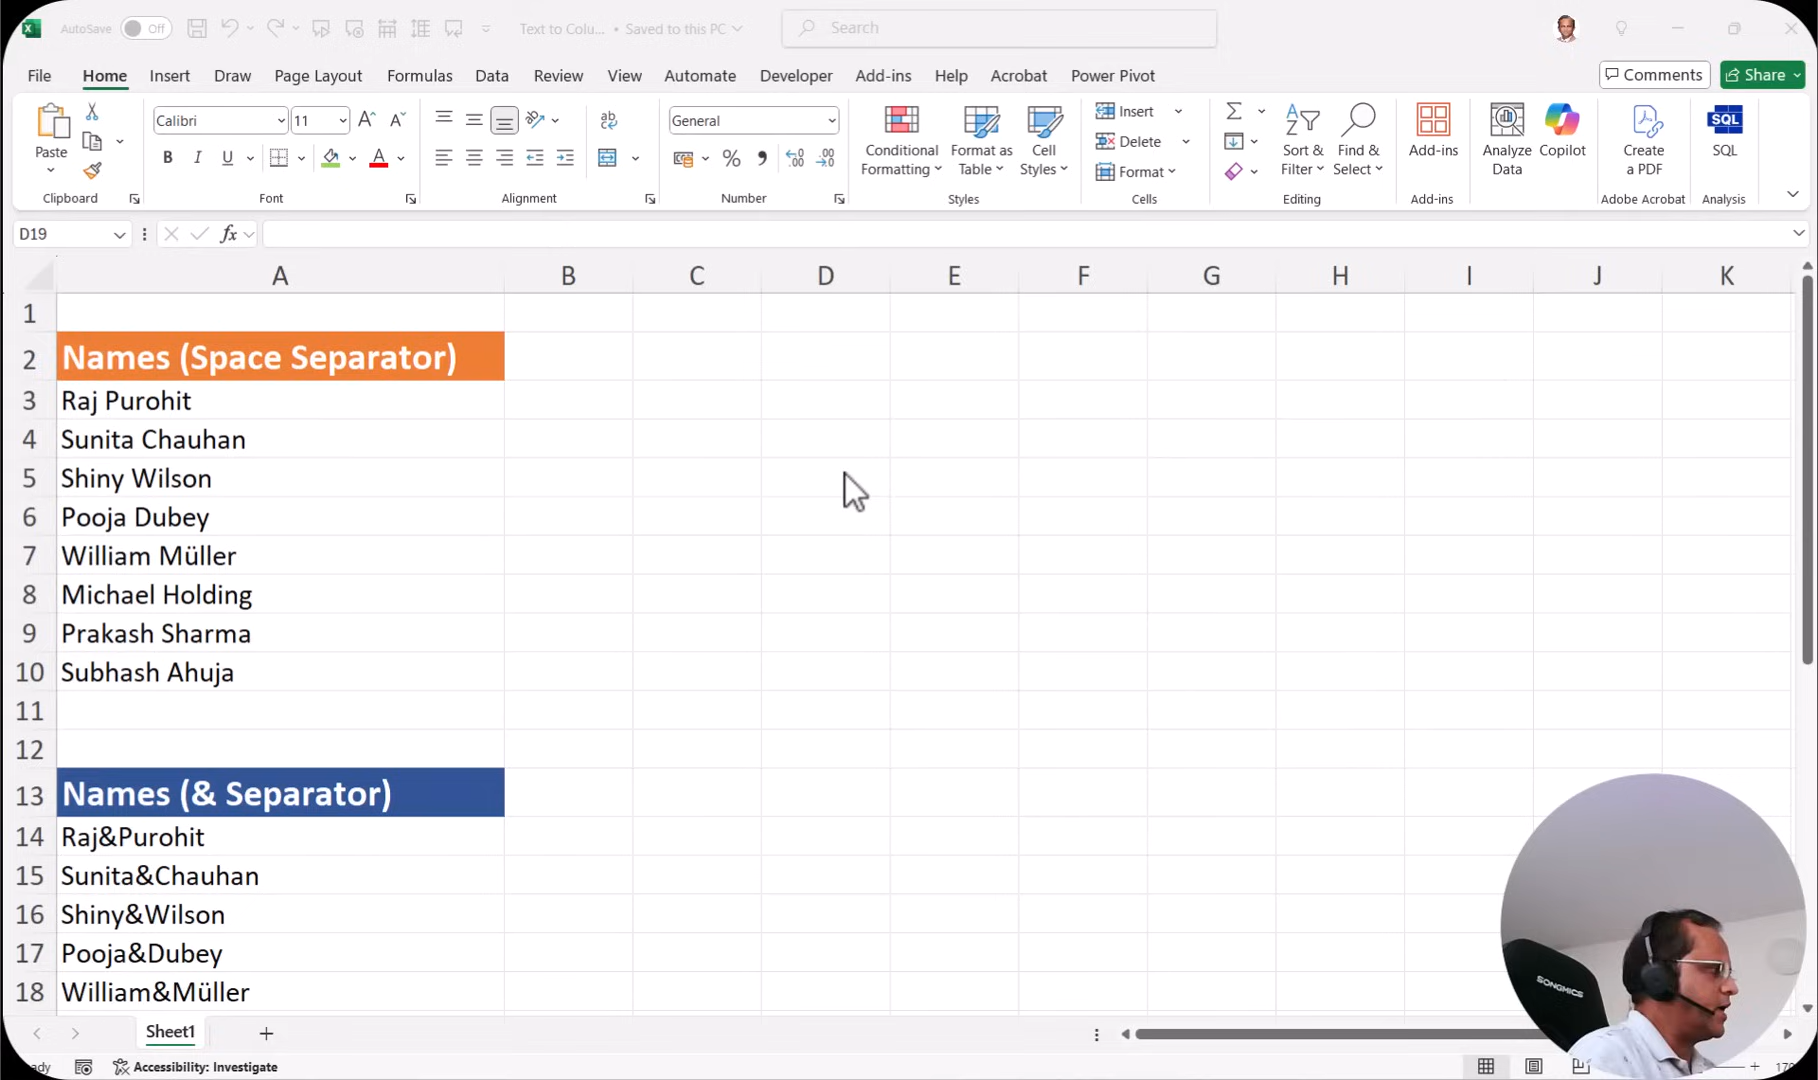 AutoSave Off Text to Colu... • Saved to this PC Search
File Home Insert Draw Page Layout Formulas Data Review View Automate Developer Add-ins Help Acrobat Power Pivot Comments Share
Paste Calibri 11 General Conditional Formatting Format as Table Cell Styles Insert Delete Format Sort & Filter Find & Select Add-ins Analyze Data Copilot Create a PDF SQL SQL
B I U
Clipboard Font Alignment Number Styles Cells Editing Add-ins Adobe Acrobat Analysis
D19 fx
A B C D E F G H I J K
1
2 Names (Space Separator)
3 Raj Purohit
4 Sunita Chauhan
5 Shiny Wilson
6 Pooja Dubey
7 William Müller
8 Michael Holding
9 Prakash Sharma
10 Subhash Ahuja
11
12
13 Names (& Separator)
14 Raj&Purohit
15 Sunita&Chauhan
16 Shiny&Wilson
17 Pooja&Dubey
18 William&Müller
SONGMICS
Sheet1
Accessibility: Investigate